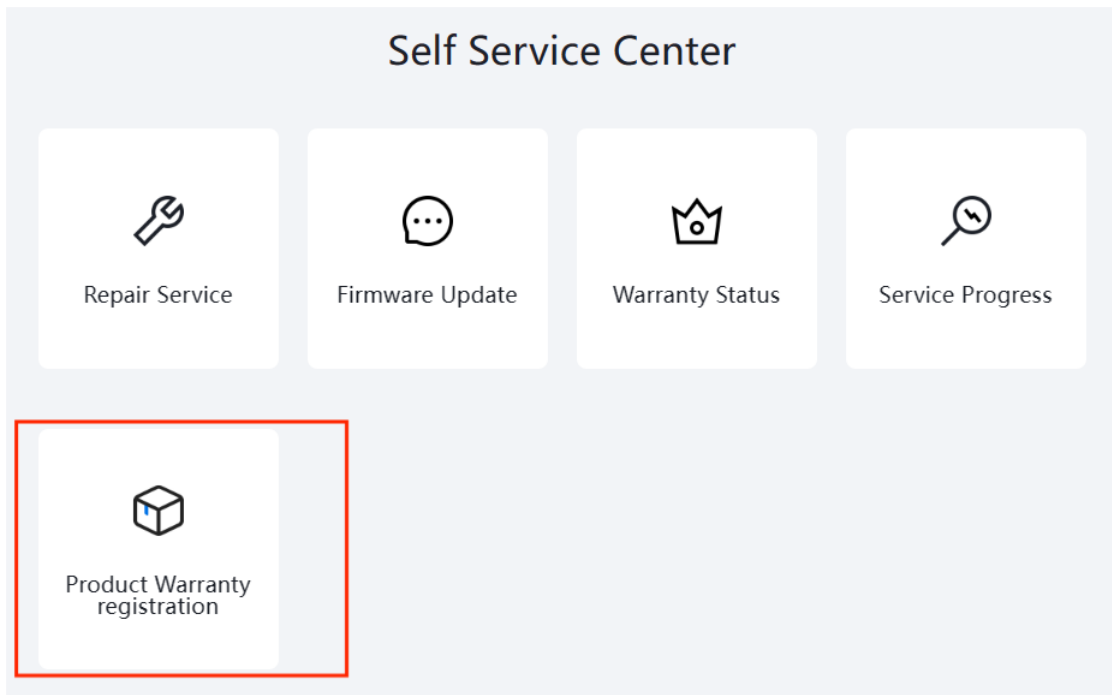 Self Service Center
Repair Service
Firmware Update
Warranty Status
Service Progress
Product Warranty
registration